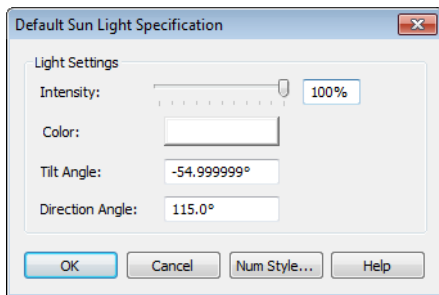 Default Sun Light Specification
Light Settings
Intensity: 100%
Color:
Tilt Angle: -54.999999°
Direction Angle: 115.0°
OK Cancel Num Style... Help